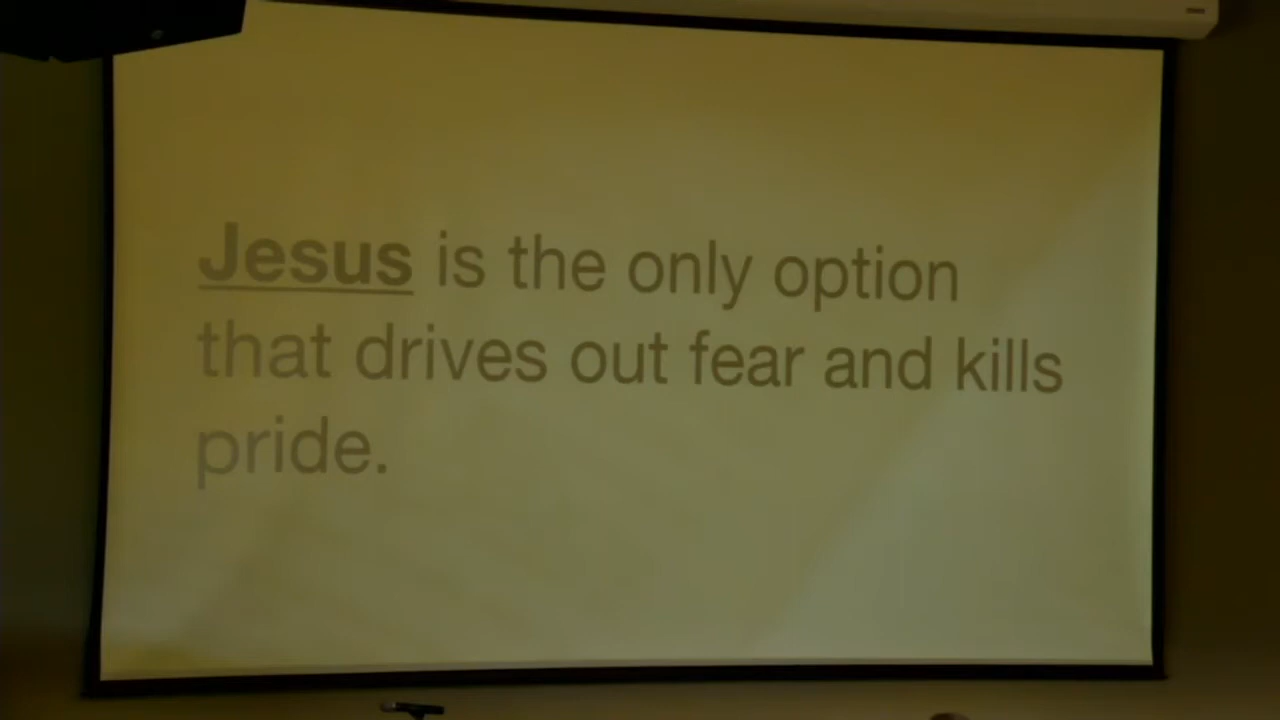 Jesus is the only option
that drives out fear and kills
pride.